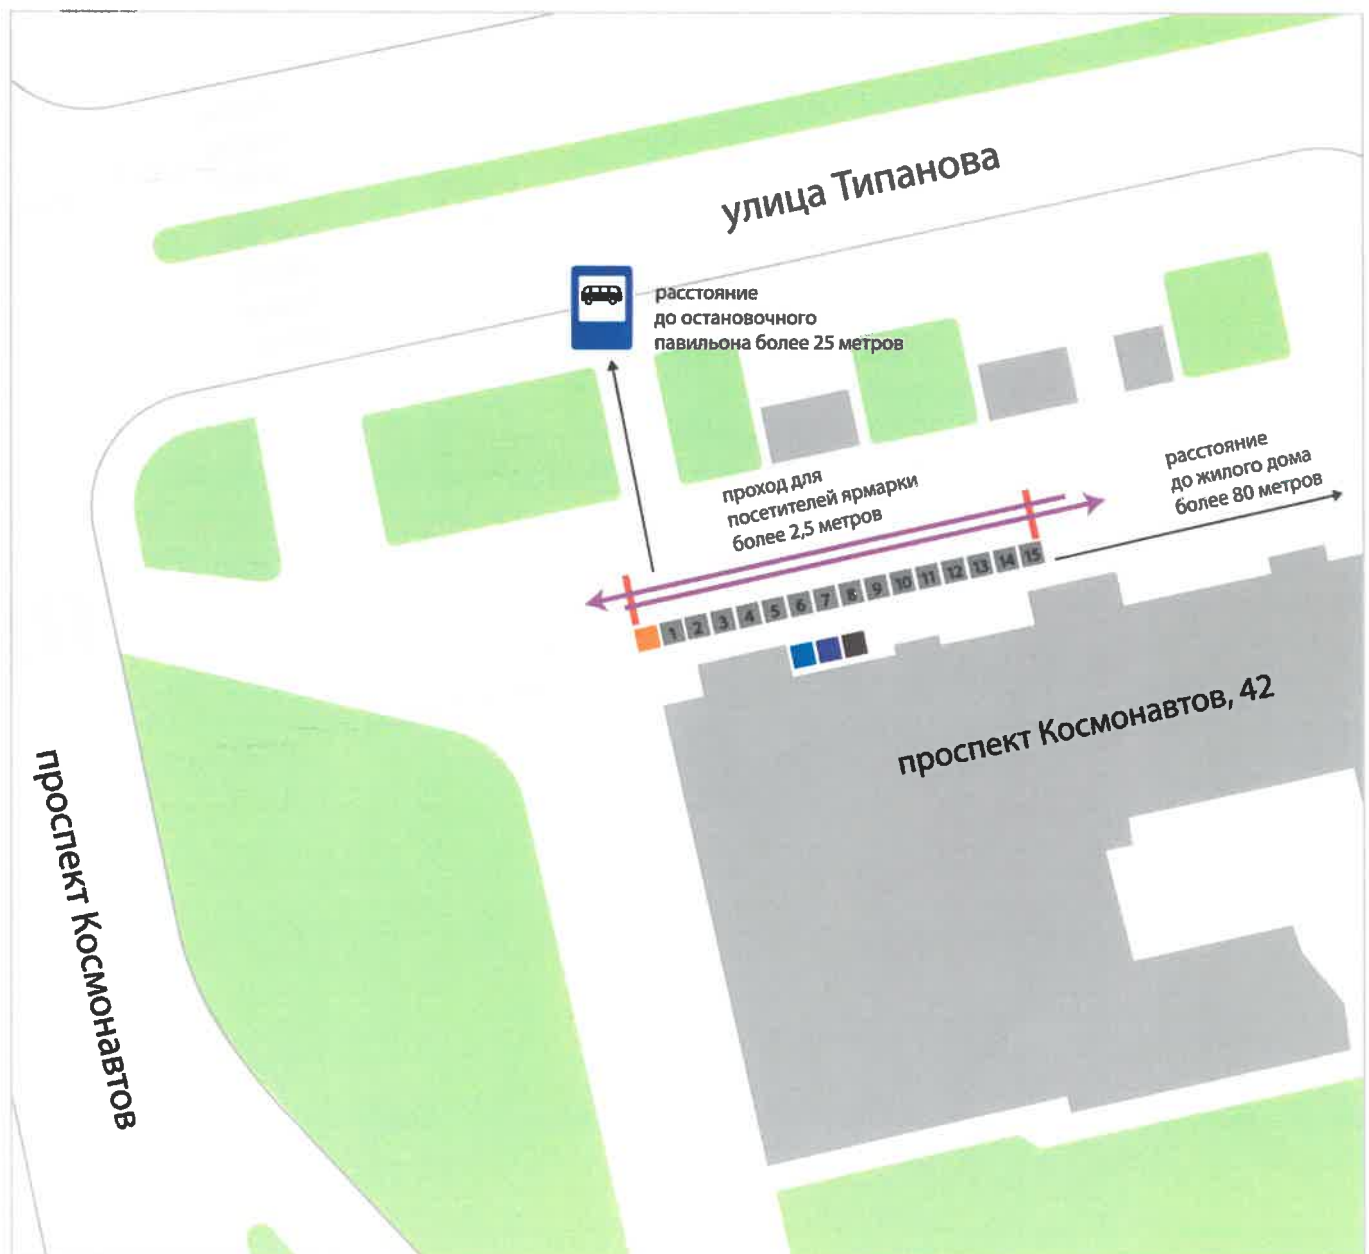 улица Типанова
расстояние
до остановочного
павильона более 25 метров
расстояние
до жилого дома
более 80 метров
проход для
посетителей ярмарки
более 2,5 метров
1 2 3 4 5 6 7 8 9 10 11 12 13 14 15
проспект Космонавтов, 42
проспект Космонавтов